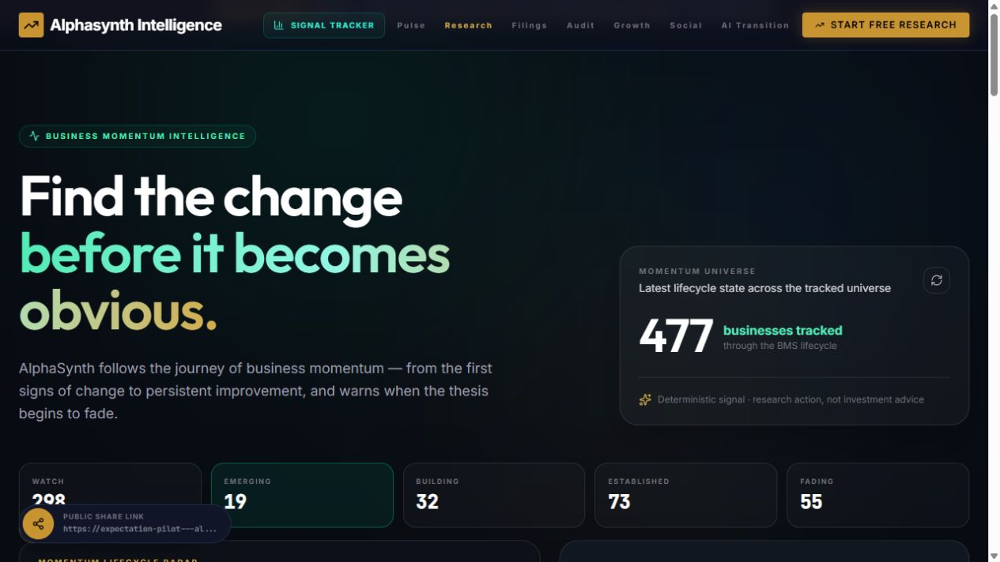 Alphasynth Intelligence
SIGNAL TRACKER
Pulse
Research
Filings
Audit
Growth
Social
AI Transition
START FREE RESEARCH
BUSINESS MOMENTUM INTELLIGENCE
Find the change
before it becomes
obvious.
AlphaSynth follows the journey of business momentum — from the first
signs of change to persistent improvement, and warns when the thesis
begins to fade.
MOMENTUM UNIVERSE
Latest lifecycle state across the tracked universe
477 businesses tracked
through the BMS lifecycle
Deterministic signal · research action, not investment advice
WATCH
298
EMERGING
19
BUILDING
32
ESTABLISHED
73
FADING
55
PUBLIC SHARE LINK
https://expectation-pilot---al...
MOMENTUM LIFECYCLE RADAR